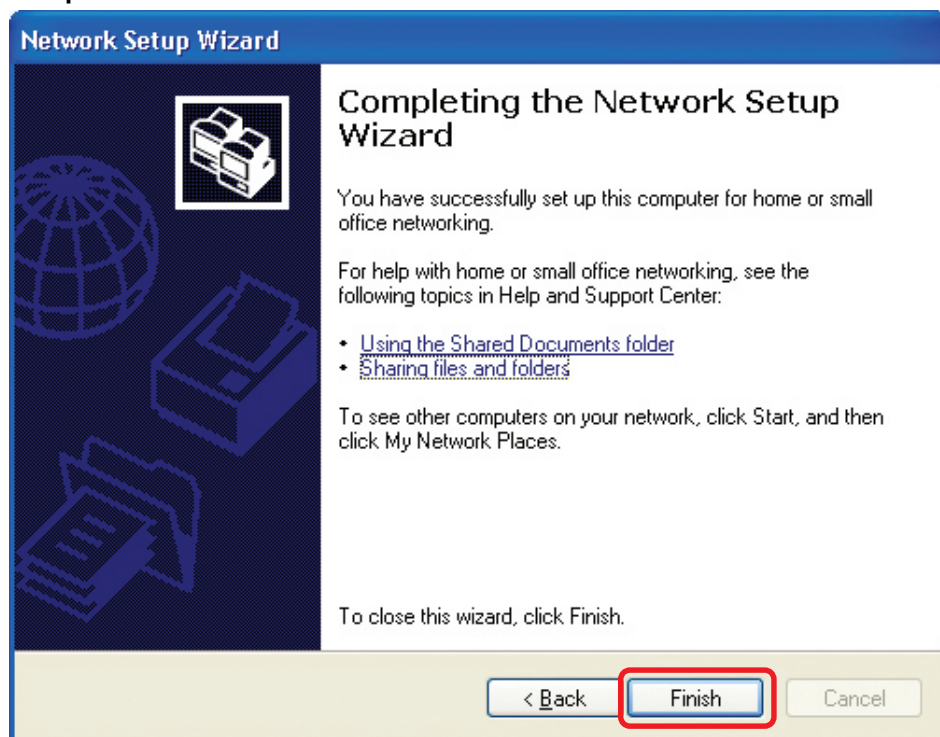 Network Setup Wizard
Completing the Network Setup
Wizard
You have successfully set up this computer for home or small
office networking.
For help with home or small office networking, see the
following topics in Help and Support Center:
• Using the Shared Documents folder
• Sharing files and folders
To see other computers on your network, click Start, and then
click My Network Places.
To close this wizard, click Finish.
< Back Finish Cancel